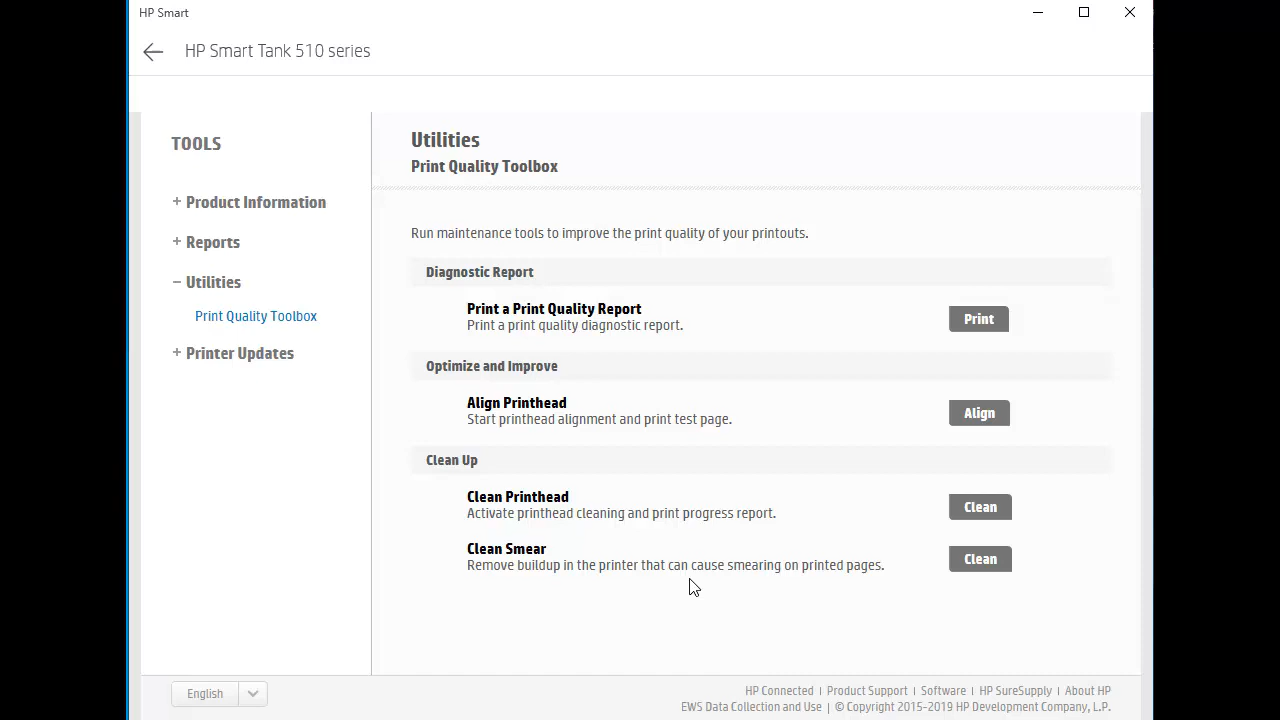 HP Smart
HP Smart Tank 510 series
TOOLS
+ Product Information
+ Reports
− Utilities
Print Quality Toolbox
+ Printer Updates
Utilities
Print Quality Toolbox
Run maintenance tools to improve the print quality of your printouts.
Diagnostic Report
Print a Print Quality Report
Print a print quality diagnostic report.
Print
Optimize and Improve
Align Printhead
Start printhead alignment and print test page.
Align
Clean Up
Clean Printhead
Activate printhead cleaning and print progress report.
Clean
Clean Smear
Remove buildup in the printer that can cause smearing on printed pages.
Clean
English
HP Connected | Product Support | Software | HP SureSupply | About HP
EWS Data Collection and Use | © Copyright 2015-2019 HP Development Company, L.P.